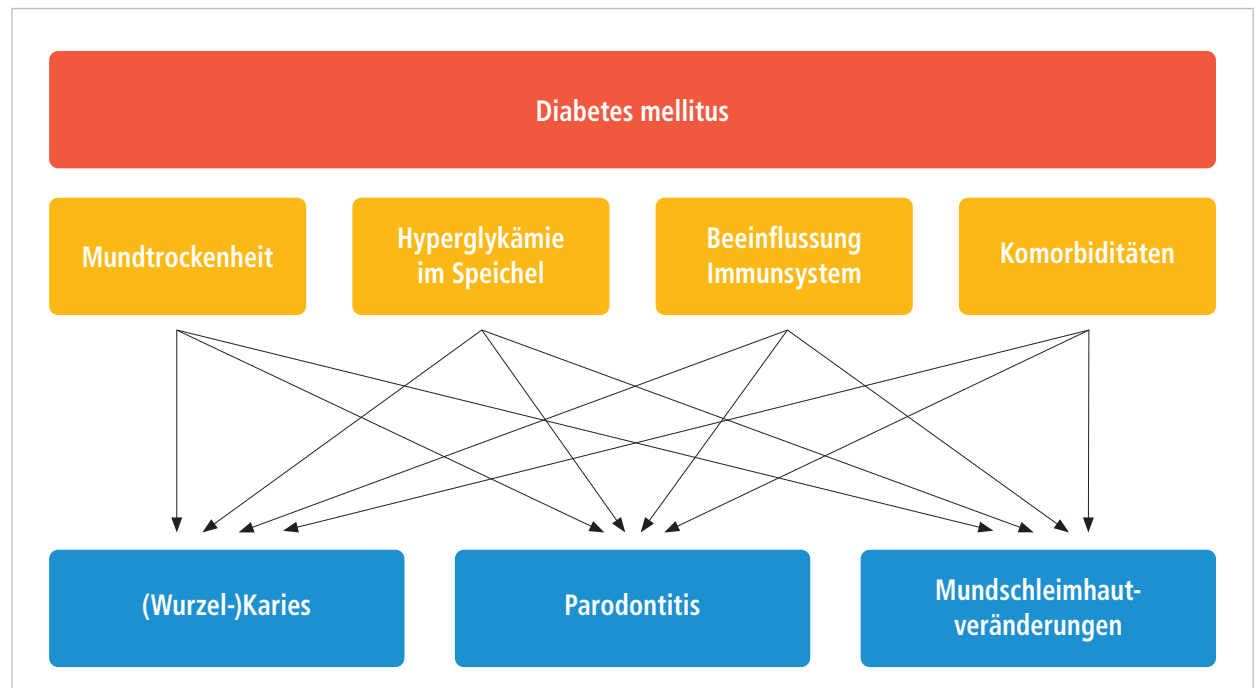 Diabetes mellitus
Mundtrockenheit
Hyperglykämie
im Speichel
Beeinflussung
Immunsystem
Komorbiditäten
(Wurzel-)Karies
Parodontitis
Mundschleimhaut-
veränderungen